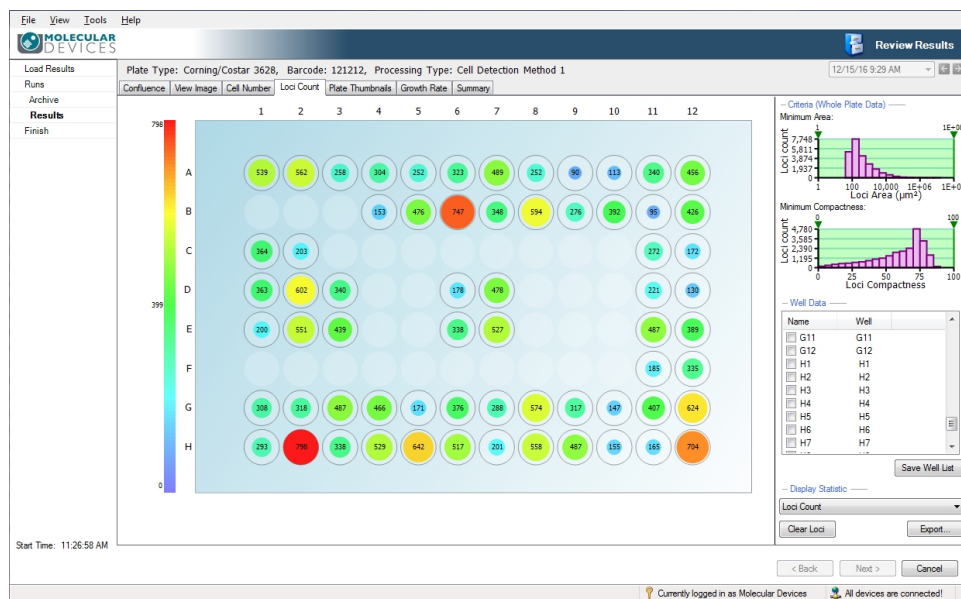 File View Tools Help
MOLECULAR
DEVICES
Review Results
Load Results
Runs
Archive
Results
Finish
Plate Type: Corning/Costar 3628, Barcode: 121212, Processing Type: Cell Detection Method 1
12/15/16 9:29 AM
Confluence View Image Cell Number Loci Count Plate Thumbnails Growth Rate Summary
798
399
0
1 2 3 4 5 6 7 8 9 10 11 12
A 539 562 258 304 252 323 489 252 90 113 340 456
B 153 476 747 348 594 276 392 95 426
C 364 203 272 172
D 363 602 340 178 478 221 130
E 200 551 439 338 527 487 389
F 185 335
G 308 318 487 466 171 376 288 574 317 147 407 624
H 293 798 338 529 642 517 201 558 487 155 165 704
Criteria (Whole Plate Data)
Minimum Area:
1
Loci count
7,748
5,811
3,874
1,937
1 100 10,000 1E+06 1E+08
Loci Area (µm²)
Minimum Compactness:
0 100
Loci count
4,780
3,585
2,390
1,195
0 25 50 75 100
Loci Compactness
Well Data
Name Well
G11 G11
G12 G12
H1 H1
H2 H2
H3 H3
H4 H4
H5 H5
H6 H6
H7 H7
Save Well List
Display Statistic
Loci Count
Clear Loci Export...
Start Time: 11:26:58 AM
< Back Next > Cancel
Currently logged in as Molecular Devices All devices are connected!